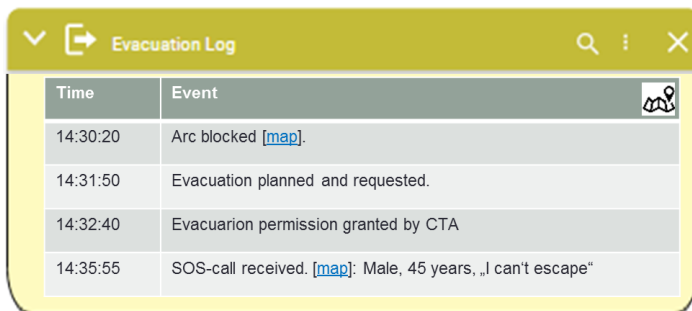 Evacuation Log
Time Event
14:30:20 Arc blocked [map].
14:31:50 Evacuation planned and requested.
14:32:40 Evacuarion permission granted by CTA
14:35:55 SOS-call received. [map]: Male, 45 years, „I can‘t escape“